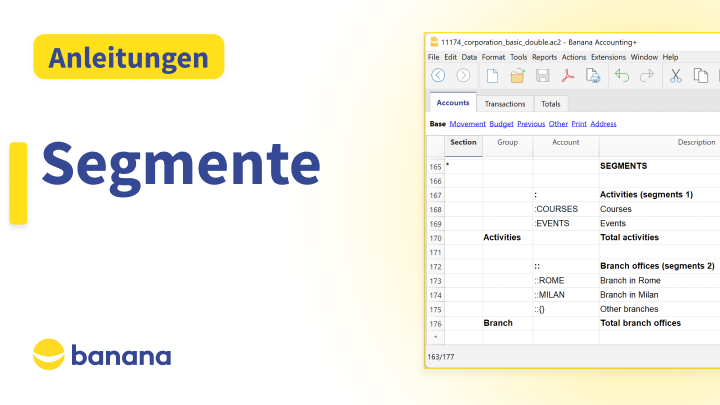 Anleitungen
Segmente
banana
11174_corporation_basic_double.ac2 - Banana Accounting+
File Edit Data Format Tools Reports Actions Extensions Window Help
Accounts Transactions Totals
Base Movement Budget Previous Other Print Address
Section Group Account Description
165 * SEGMENTS
166
167 : Activities (segments 1)
168 :COURSES Courses
169 :EVENTS Events
170 Activities Total activities
171
172 :: Branch offices (segments 2)
173 ::ROME Branch in Rome
174 ::MILAN Branch in Milan
175 ::{} Other branches
176 Branch Total branch offices
*
163/177